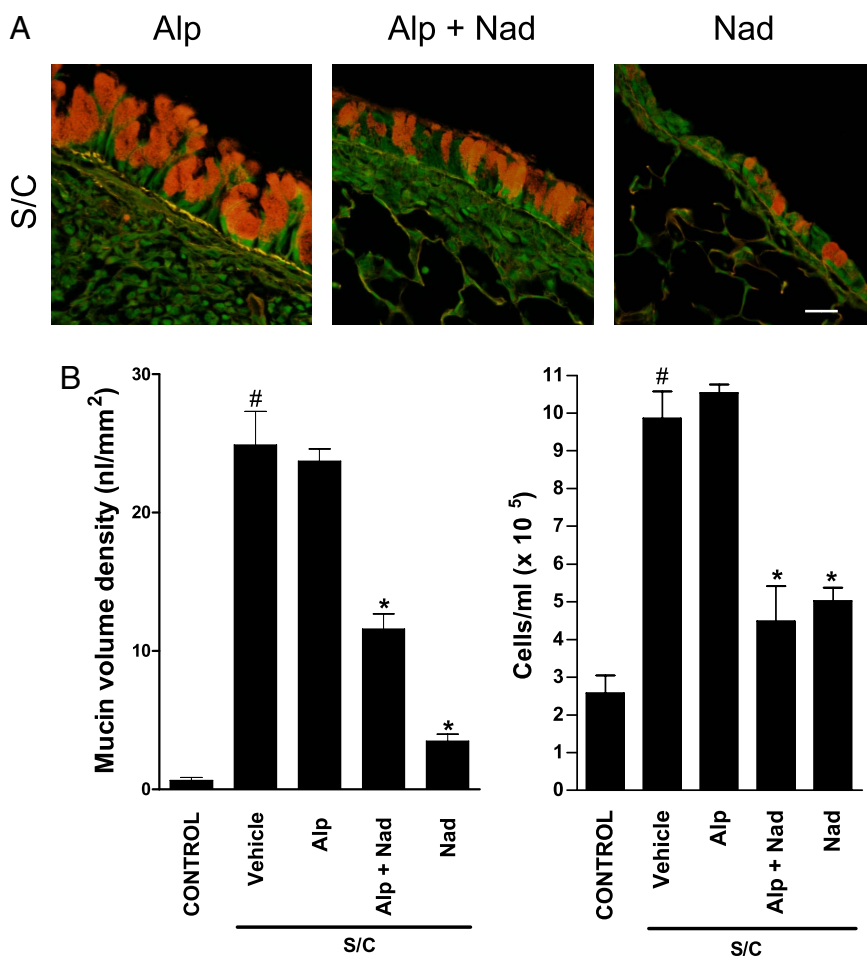 A
Alp
Alp + Nad
Nad
S/C
B
Mucin volume density (nl/mm²)
30
20
10
0
#
*
*
CONTROL
Vehicle
Alp
Alp + Nad
Nad
S/C
Cells/ml (x 10 ⁵)
11
10
9
8
7
6
5
4
3
2
1
0
#
*
*
CONTROL
Vehicle
Alp
Alp + Nad
Nad
S/C